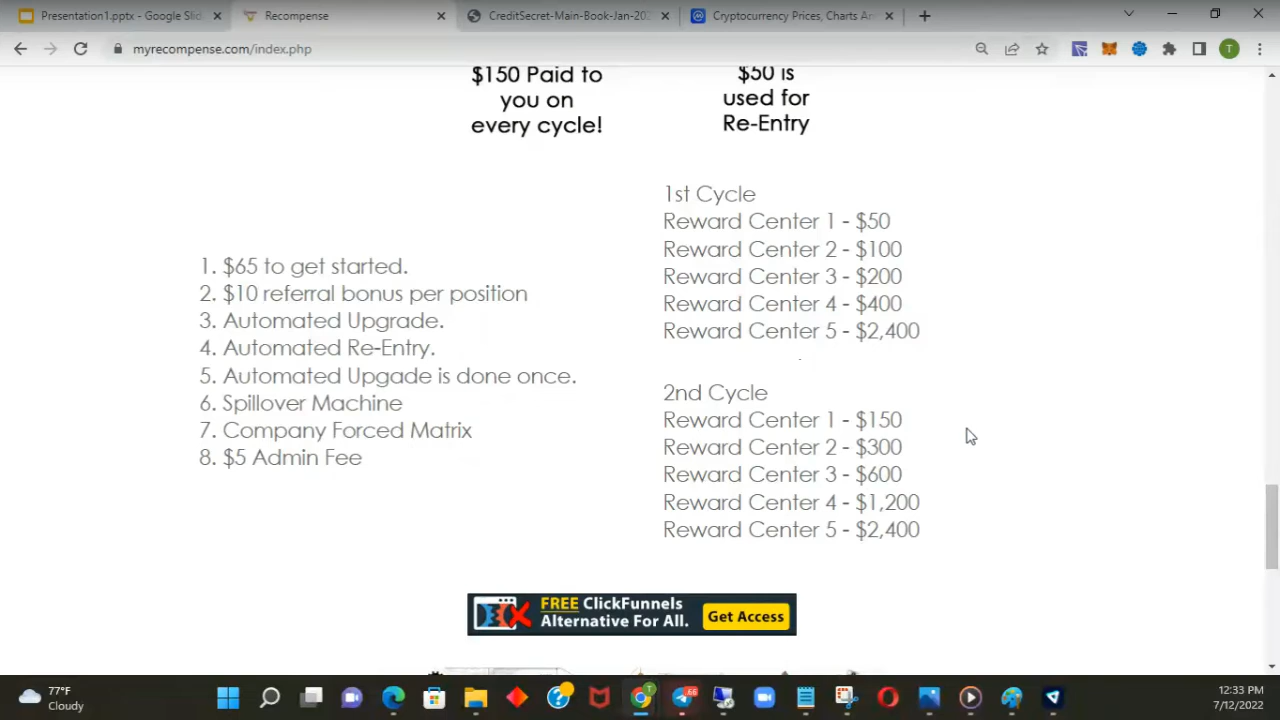 Presentation1.pptx - Google Slid
Recompense
CreditSecret-Main-Book-Jan-202
Cryptocurrency Prices, Charts An
myrecompense.com/index.php
T
$150 Paid to
you on
every cycle!
$50 is
used for
Re-Entry
1. $65 to get started.
2. $10 referral bonus per position
3. Automated Upgrade.
4. Automated Re-Entry.
5. Automated Upgade is done once.
6. Spillover Machine
7. Company Forced Matrix
8. $5 Admin Fee
1st Cycle
Reward Center 1 - $50
Reward Center 2 - $100
Reward Center 3 - $200
Reward Center 4 - $400
Reward Center 5 - $2,400
2nd Cycle
Reward Center 1 - $150
Reward Center 2 - $300
Reward Center 3 - $600
Reward Center 4 - $1,200
Reward Center 5 - $2,400
FREE ClickFunnels
Alternative For All.
Get Access
77°F
Cloudy
12:33 PM
7/12/2022